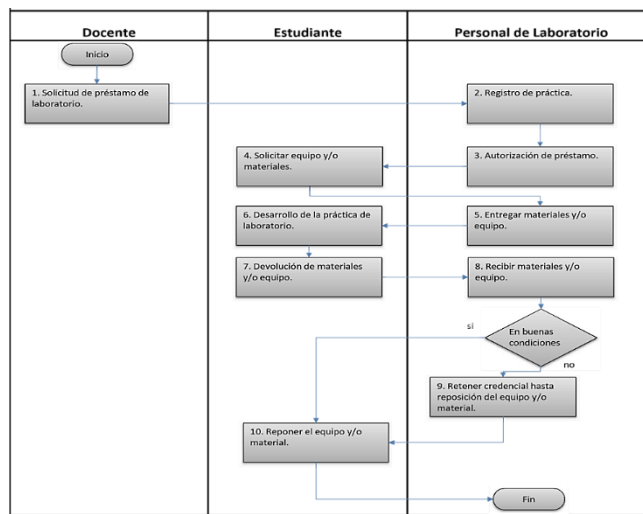 Docente Estudiante Personal de Laboratorio
Inicio
1. Solicitud de préstamo de
laboratorio.
2. Registro de práctica.
3. Autorización de préstamo.
4. Solicitar equipo y/o
materiales.
5. Entregar materiales y/o
equipo.
6. Desarrollo de la práctica de
laboratorio.
7. Devolución de materiales
y/o equipo.
8. Recibir materiales y/o
equipo.
En buenas
condiciones
si
no
9. Retener credencial hasta
reposición del equipo y/o
material.
10. Reponer el equipo y/o
material.
Fin